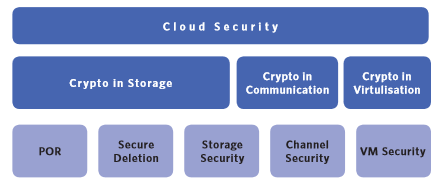 Cloud Security
Crypto in Storage
Crypto in
Communication
Crypto in
Virtulisation
POR
Secure
Deletion
Storage
Security
Channel
Security
VM Security